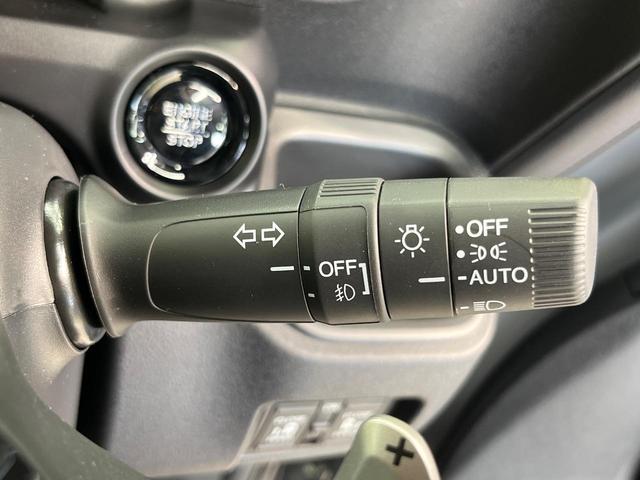 ENGINE
START
STOP
OFF
OFF
AUTO
+